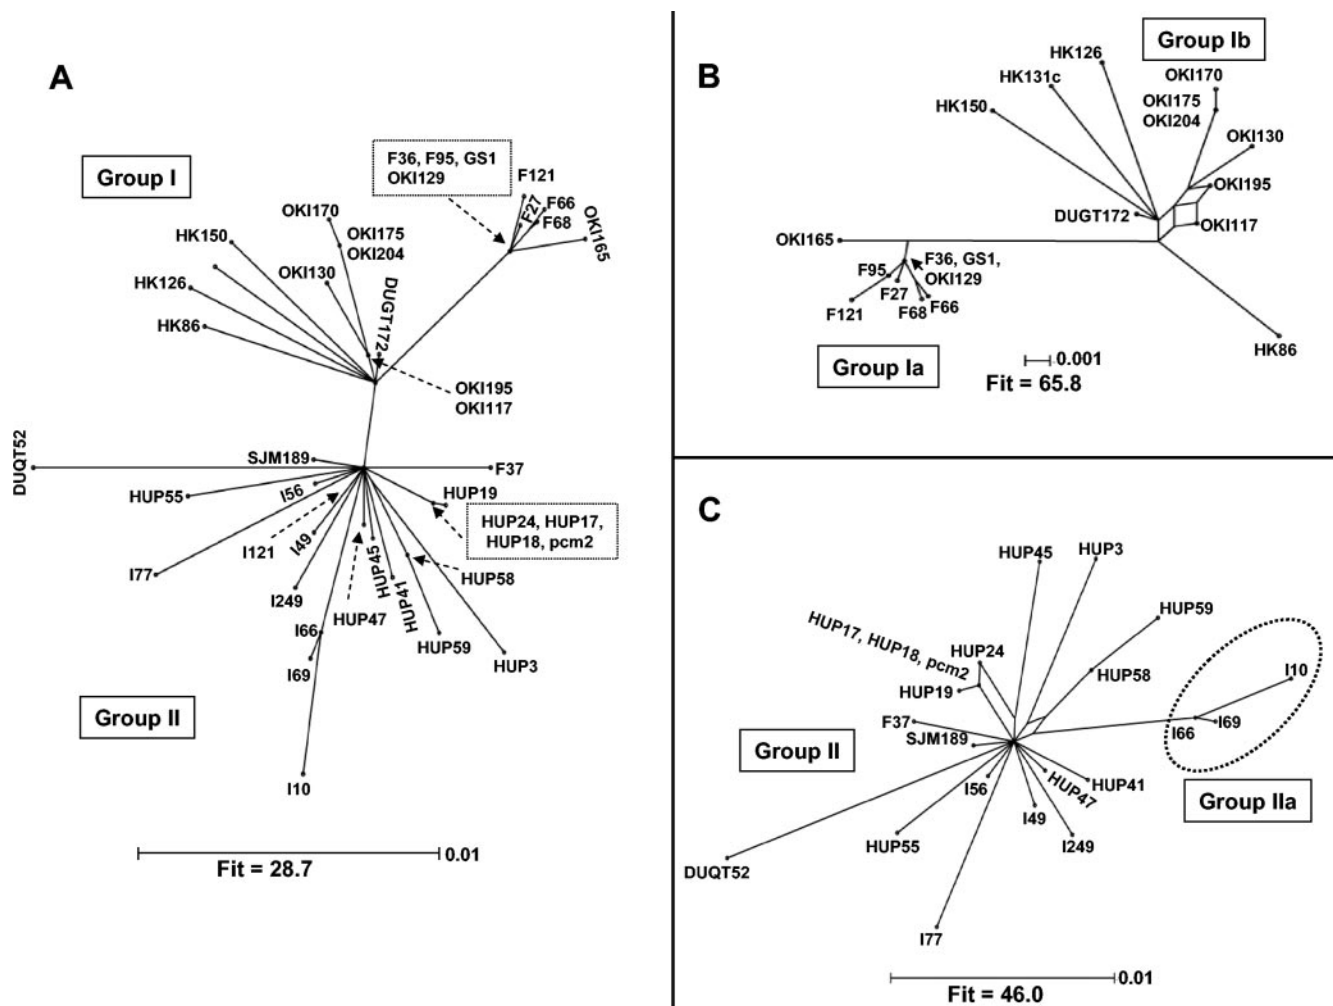 A
Group I
F36, F95, GS1
OKI129
F121
F27
F66
F68
OKI165
OKI170
OKI175
OKI204
HK150
OKI130
HK126
HK86
DUGT172
OKI195
OKI117
DUQT52
SJM189
F37
HUP55
I56
HUP19
HUP24, HUP17,
HUP18, pcm2
I121
I49
I77
HUP45
HUP58
I249
HUP47
HUP41
I66
HUP59
HUP3
I69
Group II
I10
0.01
Fit = 28.7
B
Group Ib
HK126
OKI170
HK131c
OKI175
OKI204
HK150
OKI130
OKI195
DUGT172
OKI117
OKI165
F36, GS1,
OKI129
F95
F27
F66
F121
F68
HK86
Group Ia
0.001
Fit = 65.8
C
HUP45
HUP3
HUP59
HUP17, HUP18, pcm2
HUP24
HUP58
I10
HUP19
F37
I69
I66
SJM189
Group II
I56
HUP47
HUP41
Group IIa
I49
HUP55
I249
DUQT52
I77
0.01
Fit = 46.0